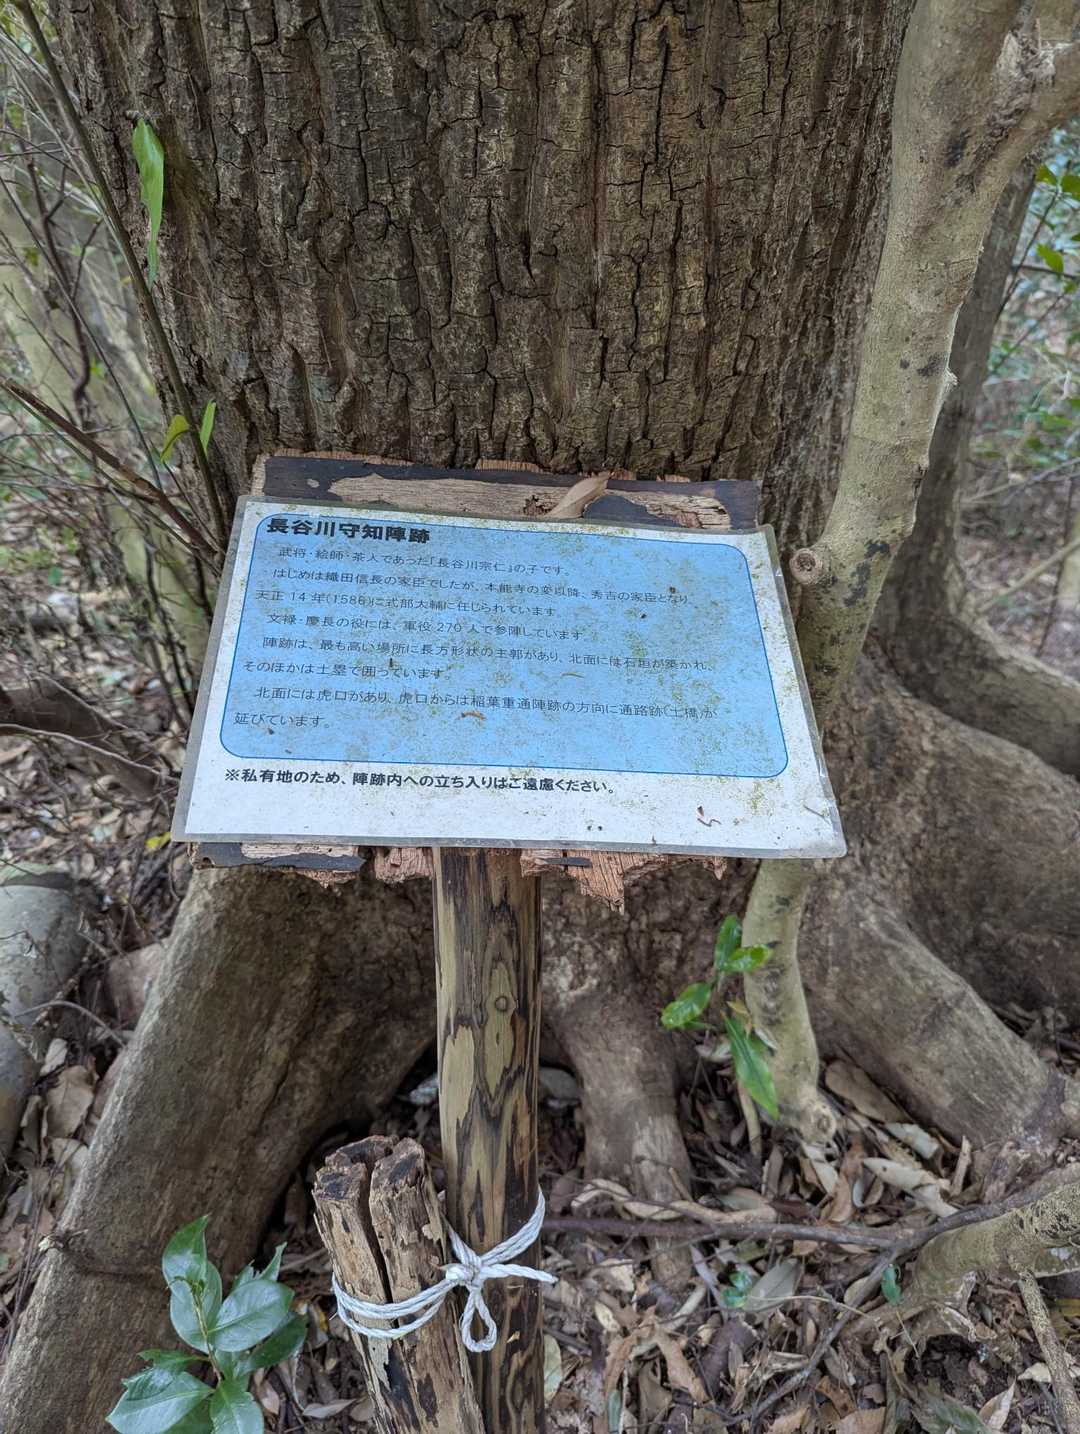 長谷川守知陣跡
武将・絵師・茶人であった「長谷川宗仁」の子です。
はじめは織田信長の家臣でしたが、本能寺の変以降、秀吉の家臣となり、
天正 14 年(1586)に式部大輔に任じられています。
文禄・慶長の役には、軍役 270 人で参陣しています。
陣跡は、最も高い場所に長方形状の主郭があり、北面には石垣が築かれ、
そのほかは土塁で囲っています。
北面には虎口があり、虎口からは稲葉重通陣跡の方向に通路跡(土橋)が
延びています。
※私有地のため、陣跡内への立ち入りはご遠慮ください。